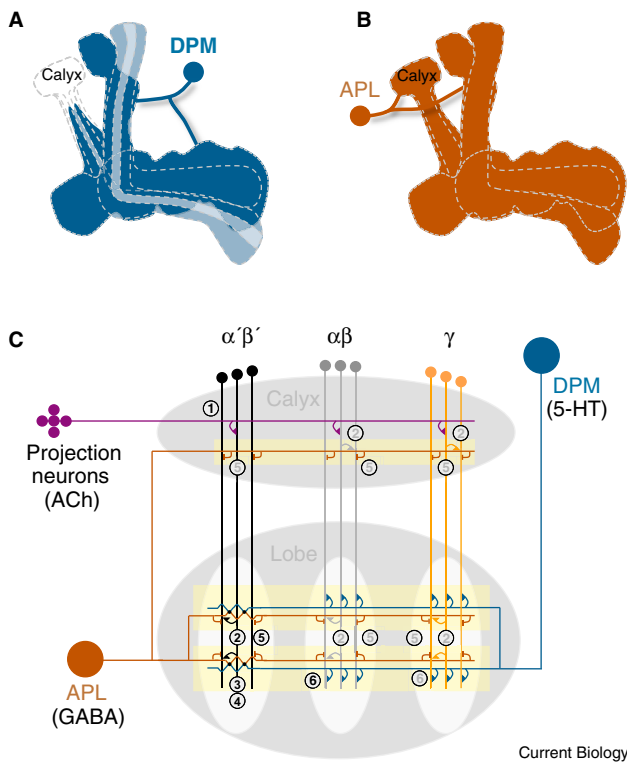 A
DPM
Calyx
B
Calyx
APL
C
α´β´
αβ
γ
DPM
(5-HT)
1
Calyx
2
2
Projection
neurons
(ACh)
5
5
5
Lobe
2
5
2
5
5
2
APL
(GABA)
3
4
6
6
Current Biology